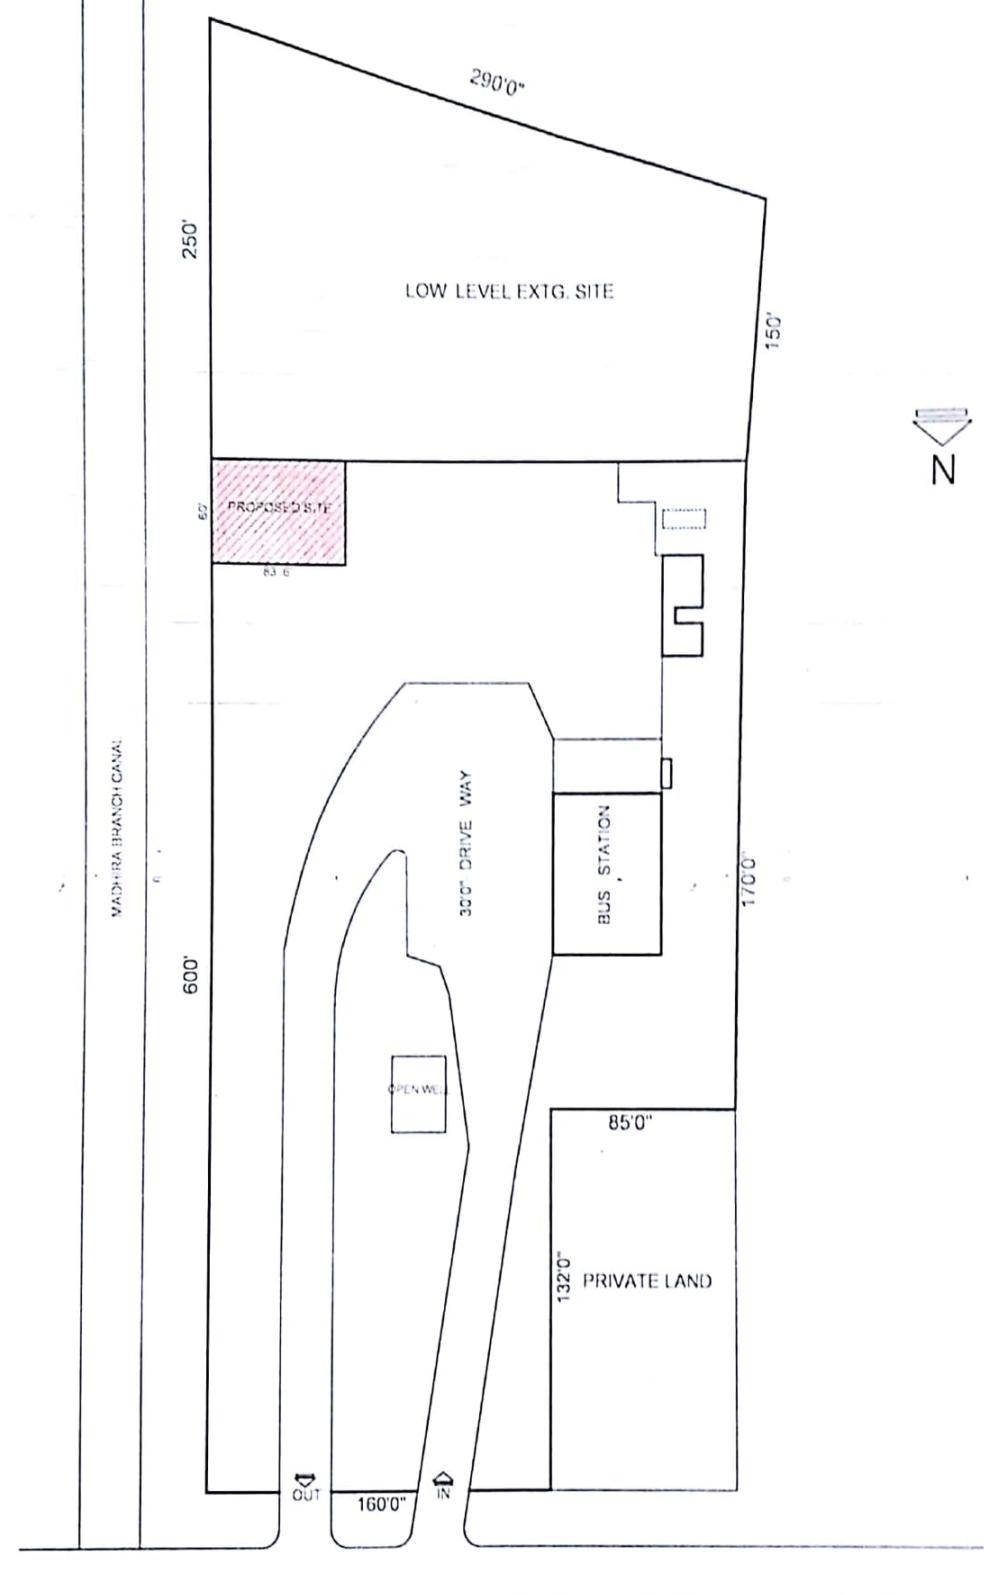 290'0"
250'
LOW LEVEL EXTG. SITE
150'
N
PROPOSED SITE
60'
83'6
MADHIRA BRANCH CANAL
30'0" DRIVE WAY
BUS STATION
170'0"
600'
OPEN WELL
85'0"
132'0"
PRIVATE LAND
OUT
160'0"
IN